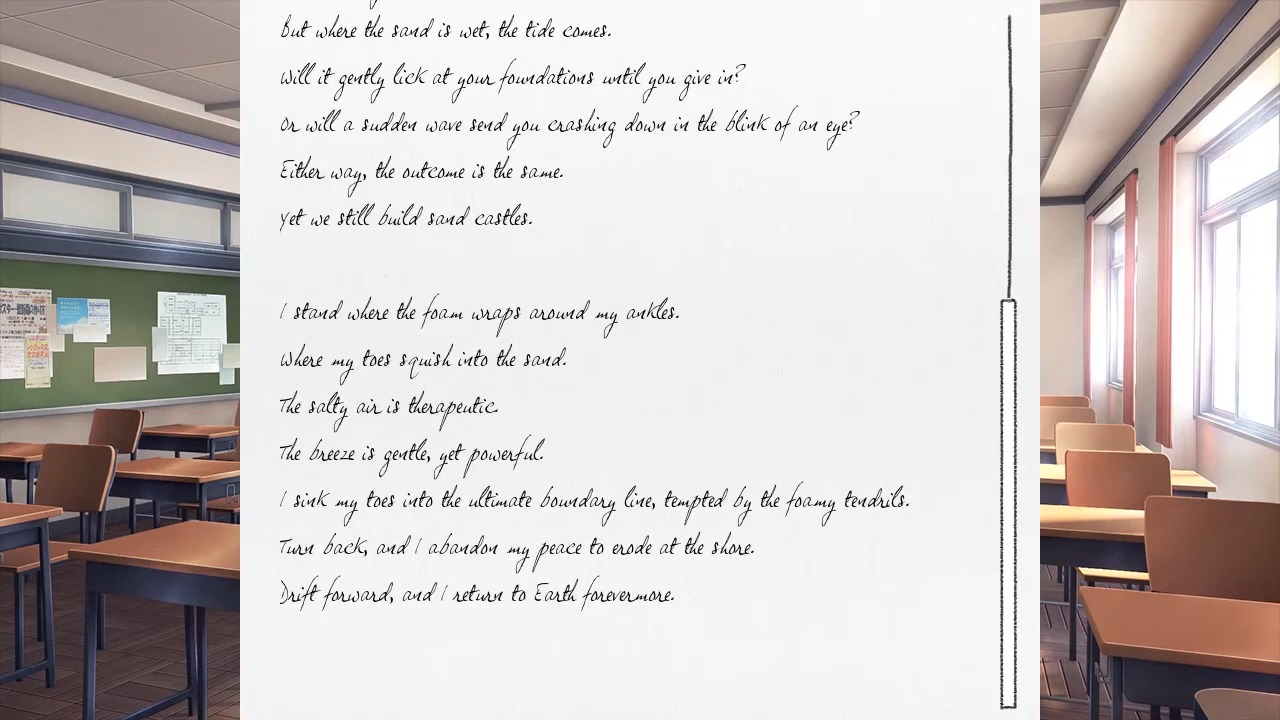 But where the sand is wet, the tide comes.
Will it gently lick at your foundations until you give in?
Or will a sudden wave send you crashing down in the blink of an eye?
Either way, the outcome is the same.
Yet we still build sand castles.
I stand where the foam wraps around my ankles.
Where my toes squish into the sand.
The salty air is therapeutic.
The breeze is gentle, yet powerful.
I sink my toes into the ultimate boundary line, tempted by the foamy tendrils.
Turn back, and I abandon my peace to erode at the shore.
Drift forward, and I return to Earth forevermore.